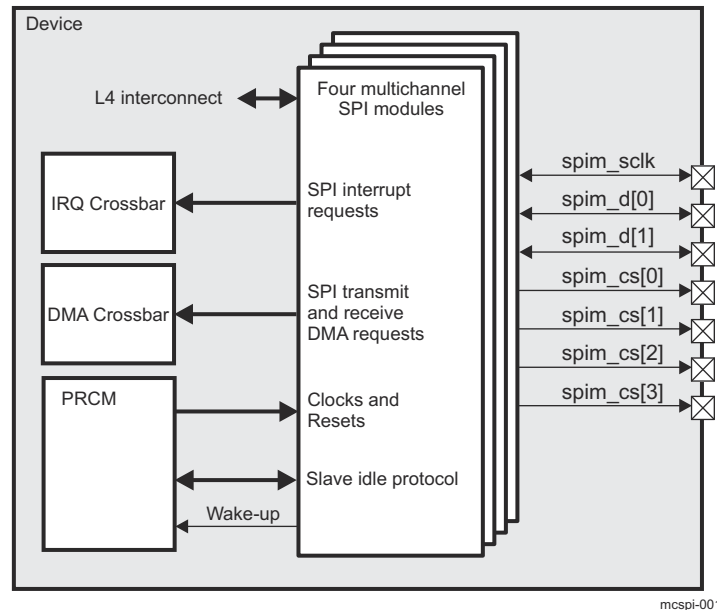 Device
L4 interconnect
Four multichannel
SPI modules
IRQ Crossbar
SPI interrupt
requests
DMA Crossbar
SPI transmit
and receive
DMA requests
PRCM
Clocks and
Resets
Slave idle protocol
Wake-up
spim_sclk
spim_d[0]
spim_d[1]
spim_cs[0]
spim_cs[1]
spim_cs[2]
spim_cs[3]
mcspi-001